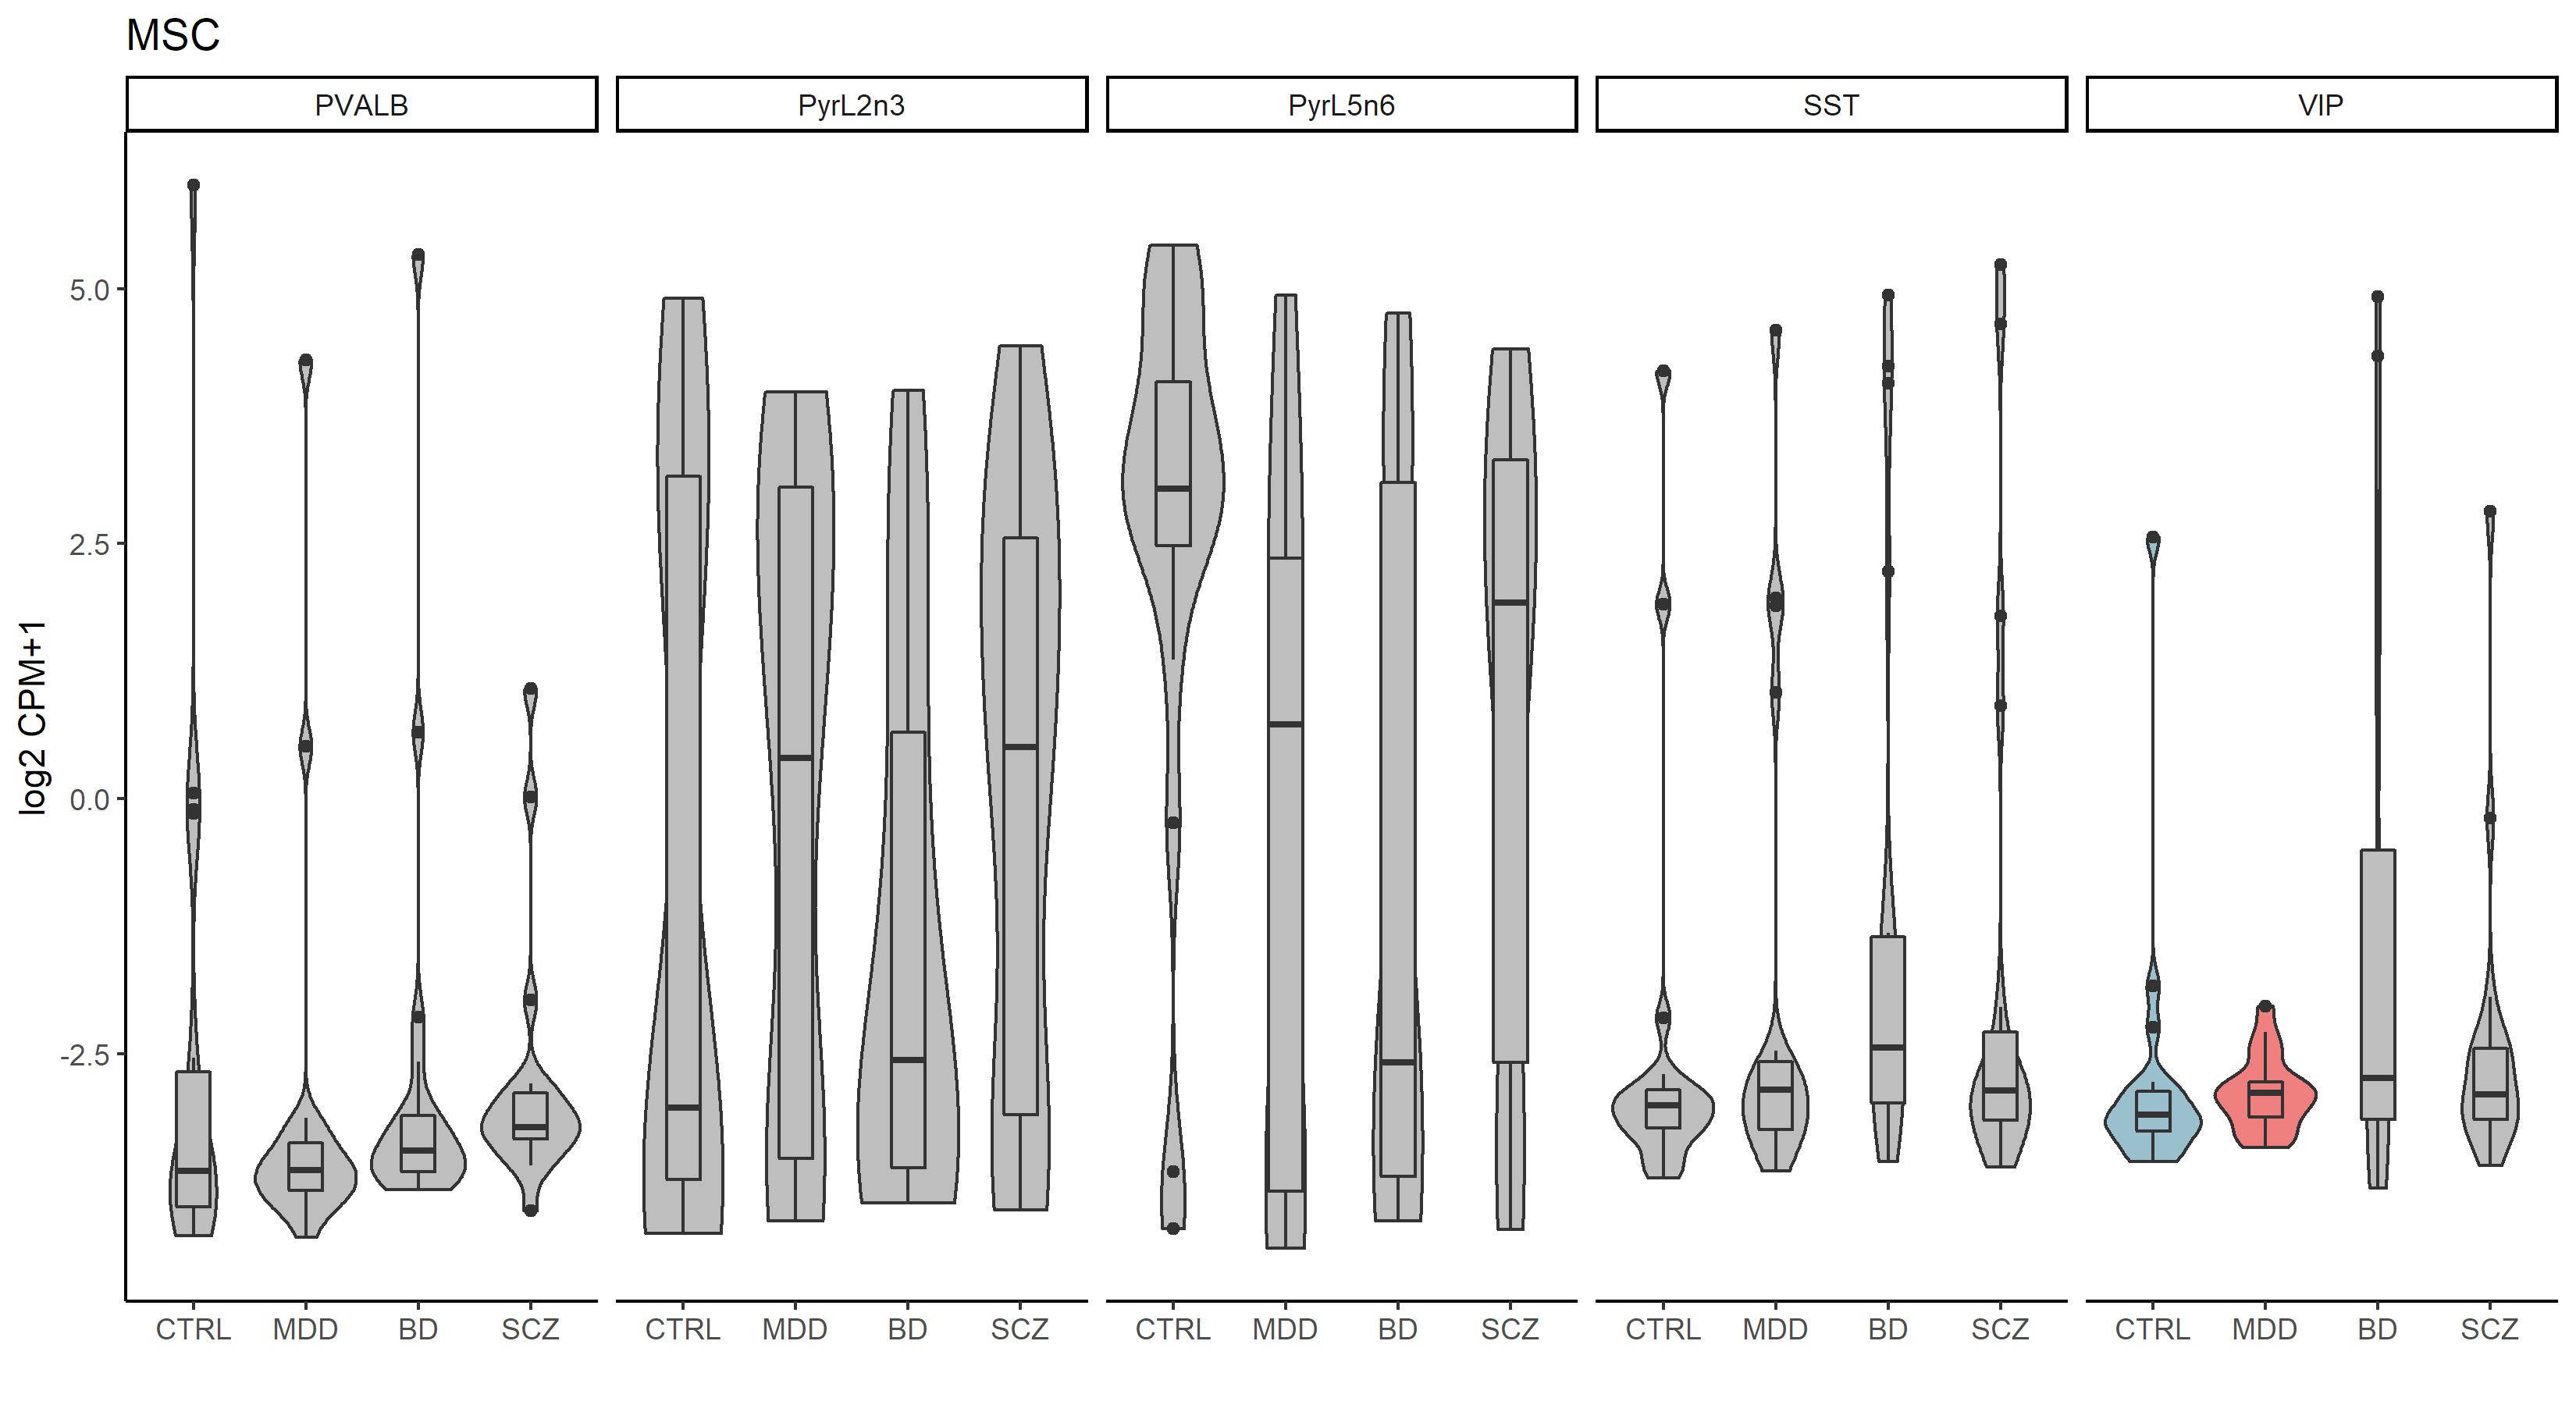 MSC
PVALB PyrL2n3 PyrL5n6 SST VIP
log2 CPM+1
5.0
2.5
0.0
-2.5
CTRL MDD BD SCZ CTRL MDD BD SCZ CTRL MDD BD SCZ CTRL MDD BD SCZ CTRL MDD BD SCZ